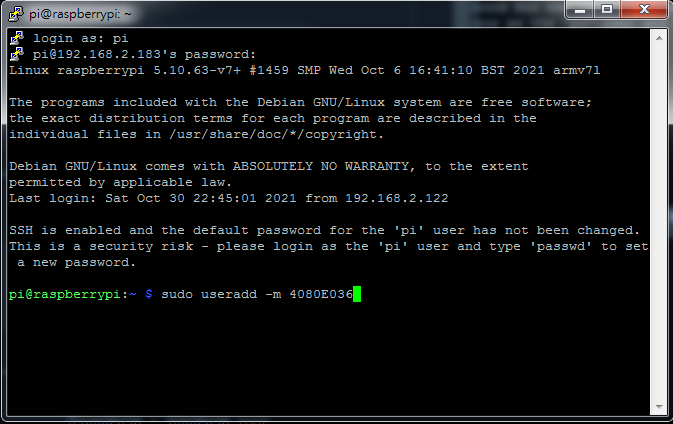 pi@raspberrypi: ~
login as: pi
pi@192.168.2.183's password:
Linux raspberrypi 5.10.63-v7+ #1459 SMP Wed Oct 6 16:41:10 BST 2021 armv7l
The programs included with the Debian GNU/Linux system are free software;
the exact distribution terms for each program are described in the
individual files in /usr/share/doc/*/copyright.
Debian GNU/Linux comes with ABSOLUTELY NO WARRANTY, to the extent
permitted by applicable law.
Last login: Sat Oct 30 22:45:01 2021 from 192.168.2.122
SSH is enabled and the default password for the 'pi' user has not been changed.
This is a security risk - please login as the 'pi' user and type 'passwd' to set
a new password.
pi@raspberrypi:~ $ sudo useradd -m 4080E036